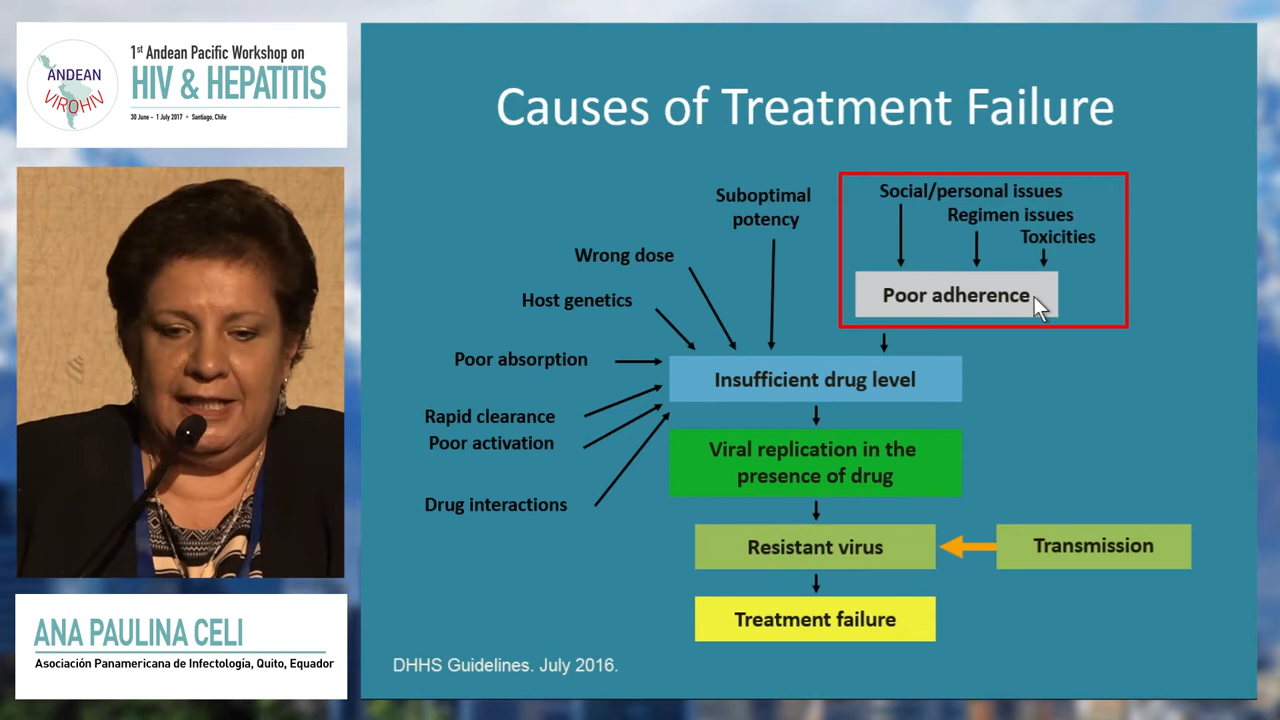 1st Andean Pacific Workshop on
HIV & HEPATITIS
30 June – 1 July 2017 • Santiago, Chile
ANDEAN
VIROHIV
ANA PAULINA CELI
Asociación Panamericana de Infectología, Quito, Equador
Causes of Treatment Failure
Suboptimal
potency
Social/personal issues
Regimen issues
Toxicities
Wrong dose
Host genetics
Poor adherence
Poor absorption
Insufficient drug level
Rapid clearance
Poor activation
Viral replication in the
presence of drug
Drug interactions
Resistant virus
Transmission
Treatment failure
DHHS Guidelines. July 2016.